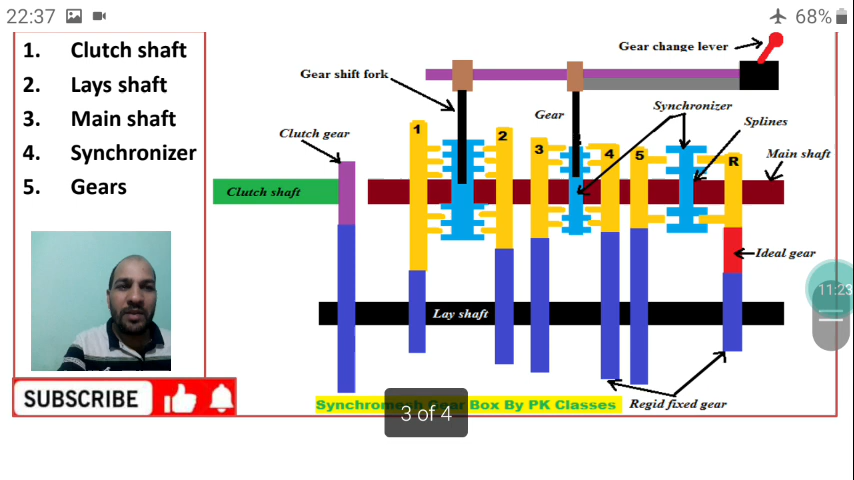 22:37
68%
1. Clutch shaft
2. Lays shaft
3. Main shaft
4. Synchronizer
5. Gears
Gear change lever
Gear shift fork
Gear
Synchronizer
Splines
Clutch gear
Main shaft
1
2
3
4
5
R
Clutch shaft
Ideal gear
11:23
Lay shaft
SUBSCRIBE
Synchromesh Gear Box By PK Classes
Regid fixed gear
3 of 4